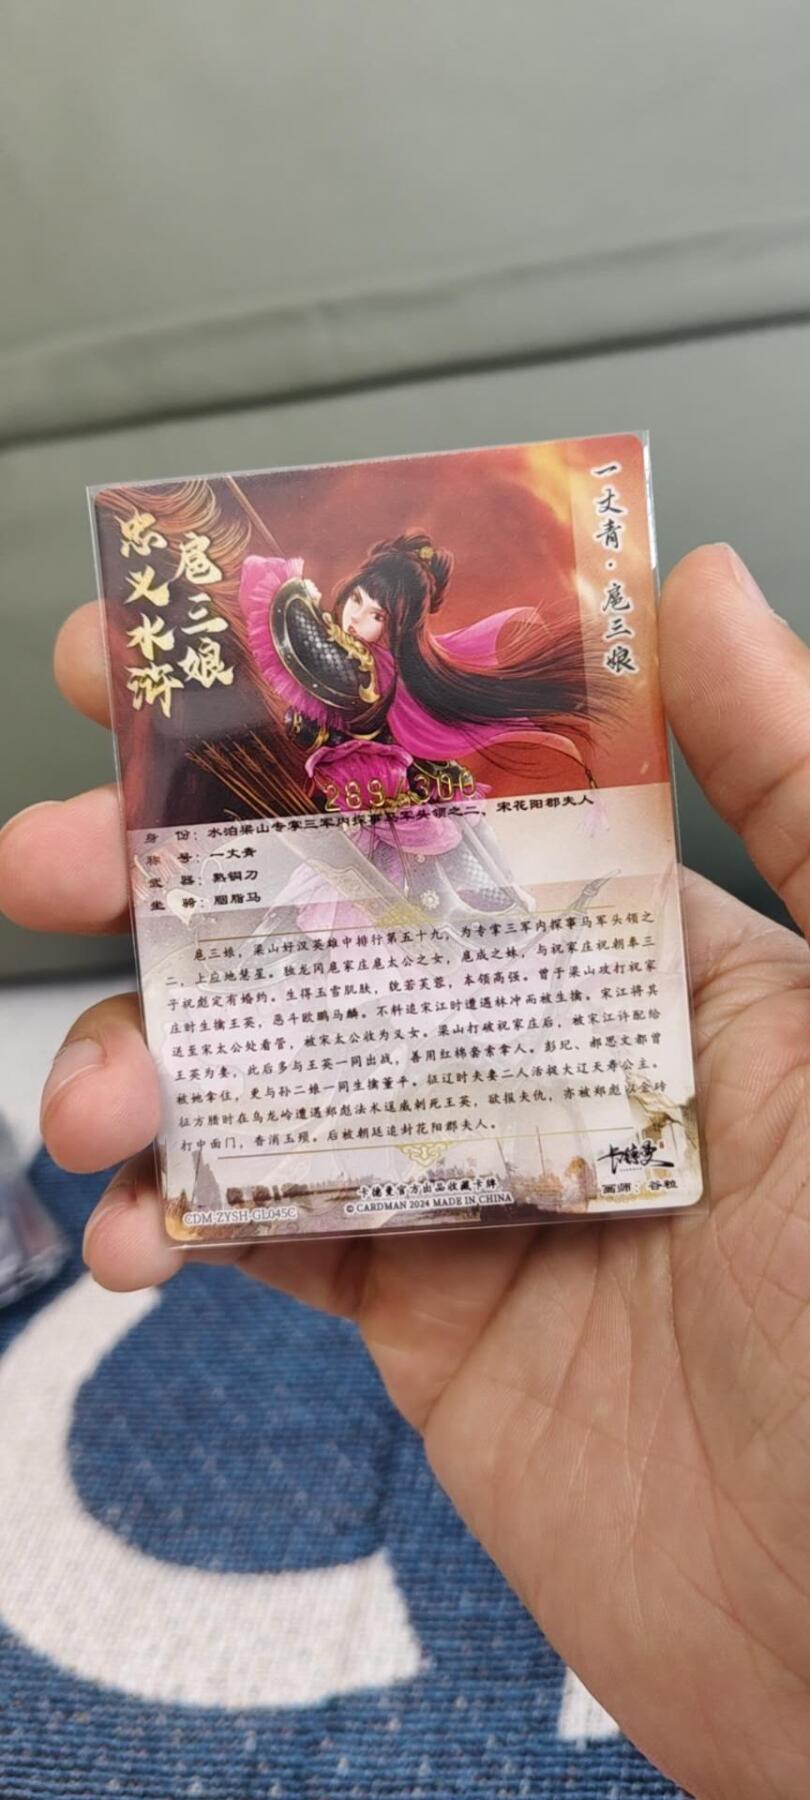 忠义水浒
扈三娘
一丈青·扈三娘
289/300
身 份：水泊梁山专掌三军内探事马军头领之二，宋花阳郡夫人
称 号：一丈青
武 器：熟铜刀
坐 骑：胭脂马
扈三娘，梁山好汉英雄中排行第五十九，为专掌三军内探事马军头领之
二，上应地慧星。独龙冈扈家庄扈太公之女，扈成之妹，与祝家庄祝朝奉三
子祝彪定有婚约。生得玉雪肌肤，貌若芙蓉，本领高强。曾于梁山攻打祝家
庄时生擒王英，恶斗欧鹏马麟。不料追宋江时遭遇林冲而被生擒。宋江将其
送至宋太公处看管，被宋太公收为义女。梁山打破祝家庄后，被宋江许配给
王英为妻，此后多与王英一同出战，善用红棉套索拿人。彭玘、郝思文都曾
被她拿住，更与孙二娘一同生擒董平。征辽时夫妻二人活捉大辽天寿公主。
征方腊时在乌龙岭遭遇郑彪法术逞威刺死王英，欲报夫仇，亦被郑彪以金砖
打中面门，香消玉殒。后被朝廷追封花阳郡夫人。
卡德曼
画师：谷粒
卡德曼官方出品收藏卡牌
© CARDMAN 2024 MADE IN CHINA
CDM-ZYSH-GL045C